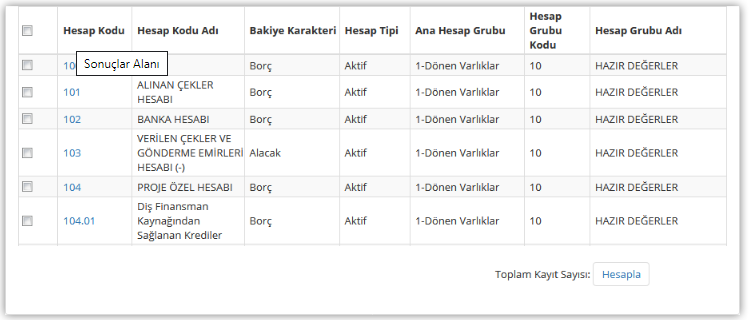 Hesap Kodu Hesap Kodu Adı Bakiye Karakteri Hesap Tipi Ana Hesap Grubu Hesap Grubu Kodu Hesap Grubu Adı
Sonuçlar Alanı Borç Aktif 1-Dönen Varlıklar 10 HAZIR DEĞERLER
101 ALINAN ÇEKLER HESABI Borç Aktif 1-Dönen Varlıklar 10 HAZIR DEĞERLER
102 BANKA HESABI Borç Aktif 1-Dönen Varlıklar 10 HAZIR DEĞERLER
103 VERİLEN ÇEKLER VE GÖNDERME EMİRLERİ HESABI (-) Alacak Aktif 1-Dönen Varlıklar 10 HAZIR DEĞERLER
104 PROJE ÖZEL HESABI Borç Aktif 1-Dönen Varlıklar 10 HAZIR DEĞERLER
104.01 Diş Finansman Kaynağından Sağlanan Krediler Borç Aktif 1-Dönen Varlıklar 10 HAZIR DEĞERLER
Toplam Kayıt Sayısı: Hesapla